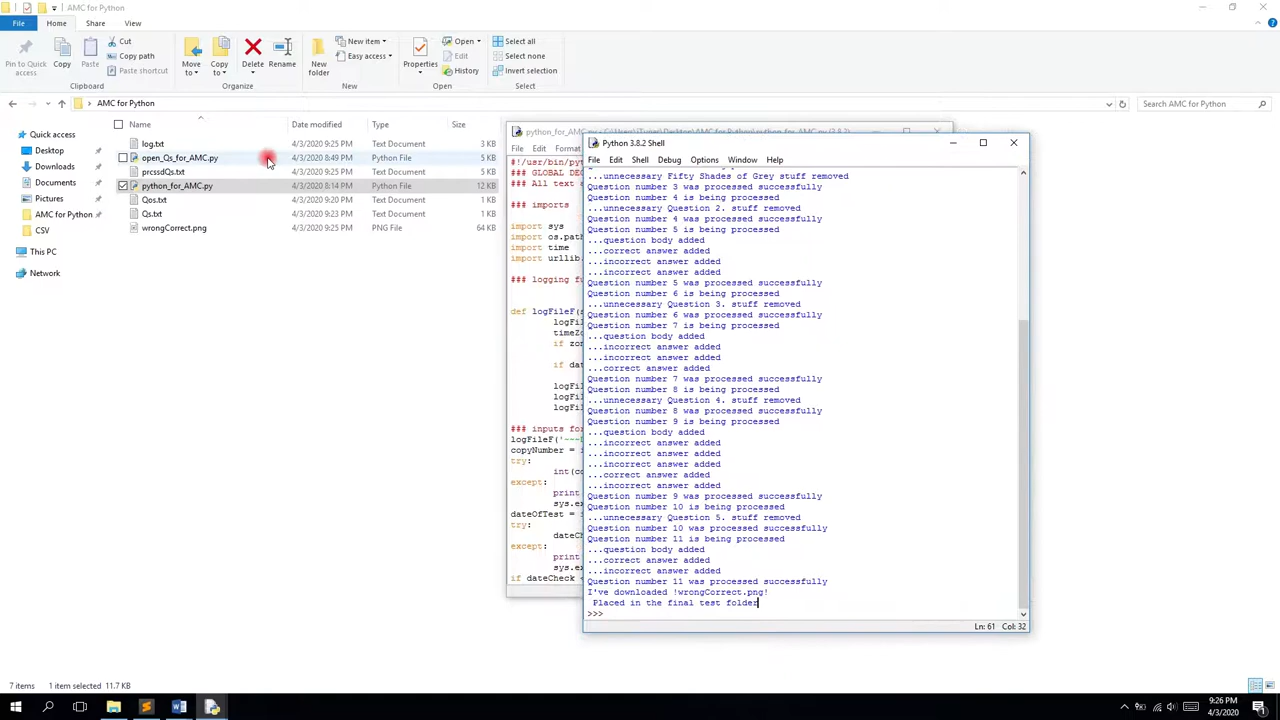 AMC for Python
File
Home
Share
View
Pin to Quick access
Copy
Paste
Cut
Copy path
Paste shortcut
Clipboard
Move to
Copy to
Delete
Rename
Organize
New folder
New item
Easy access
New
Properties
Open
Edit
History
Open
Select all
Select none
Invert selection
Select
AMC for Python
Search AMC for Python
Quick access
Desktop
Downloads
Documents
Pictures
AMC for Python
CSV
This PC
Network
Name Date modified Type Size
log.txt 4/3/2020 9:25 PM Text Document 3 KB
open_Qs_for_AMC.py 4/3/2020 8:49 PM Python File 5 KB
prcssdQs.txt 4/3/2020 9:25 PM Text Document 5 KB
python_for_AMC.py 4/3/2020 8:14 PM Python File 12 KB
Qos.txt 4/3/2020 9:20 PM Text Document 1 KB
Qs.txt 4/3/2020 9:25 PM Text Document 1 KB
wrongCorrect.png 4/3/2020 9:25 PM PNG File 64 KB
File Edit Format
#!/usr/bin/pyt
### GLOBAL DEC
### All text a
### imports
import sys
import os.path
import time
import urllib.
### logging fu
def logFileF(s
logFil
timeZo
if zon
if dat
logFil
logFil
logFil
### inputs for
logFileF('~~~D
copyNumber = i
try:
int(co
except:
print
sys.ex
dateOfTest = i
try:
dateCh
except:
print
sys.ex
if dateCheck
Python 3.8.2 Shell
File Edit Shell Debug Options Window Help
...unnecessary Fifty Shades of Grey stuff removed
Question number 3 was processed successfully
Question number 4 is being processed
...unnecessary Question 2. stuff removed
Question number 4 was processed successfully
Question number 5 is being processed
...question body added
...correct answer added
...incorrect answer added
...incorrect answer added
Question number 5 was processed successfully
Question number 6 is being processed
...unnecessary Question 3. stuff removed
Question number 6 was processed successfully
Question number 7 is being processed
...question body added
...incorrect answer added
...incorrect answer added
...correct answer added
Question number 7 was processed successfully
Question number 8 is being processed
...unnecessary Question 4. stuff removed
Question number 8 was processed successfully
Question number 9 is being processed
...question body added
...incorrect answer added
...incorrect answer added
...incorrect answer added
...correct answer added
...incorrect answer added
Question number 9 was processed successfully
Question number 10 is being processed
...unnecessary Question 5. stuff removed
Question number 10 was processed successfully
Question number 11 is being processed
...question body added
...correct answer added
...incorrect answer added
Question number 11 was processed successfully
I've downloaded !wrongCorrect.png!
Placed in the final test folder
>>>
Ln: 61 Col: 32
7 items 1 item selected 11.7 KB
9:26 PM
4/3/2020